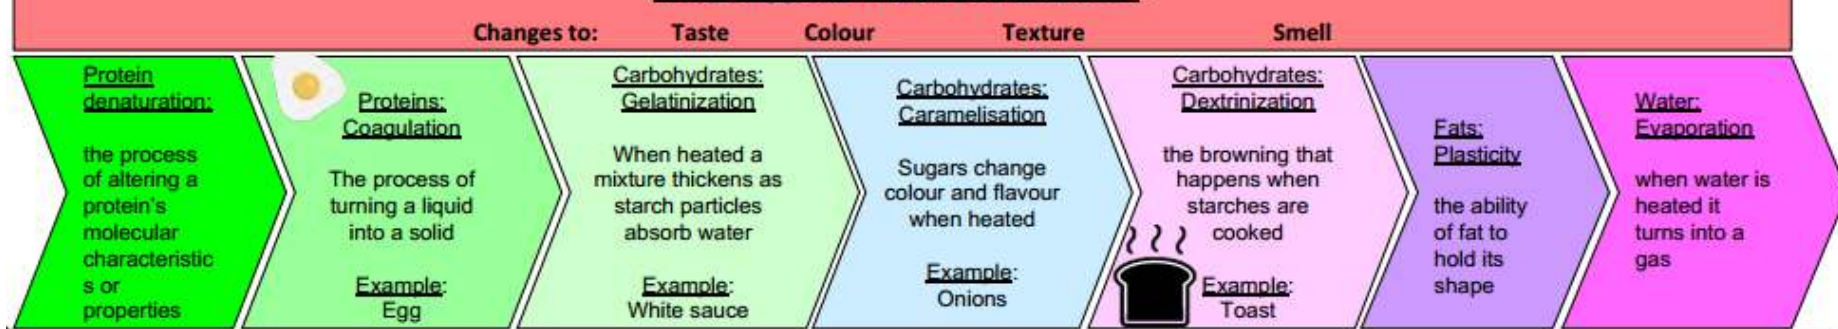 Changes to: Taste Colour Texture Smell
Protein
denaturation:
the process
of altering a
protein's
molecular
characteristic
s or
properties
Proteins:
Coagulation
The process of
turning a liquid
into a solid
Example:
Egg
Carbohydrates:
Gelatinization
When heated a
mixture thickens as
starch particles
absorb water
Example:
White sauce
Carbohydrates:
Caramelisation
Sugars change
colour and flavour
when heated
Example:
Onions
Carbohydrates:
Dextrinization
the browning that
happens when
starches are
cooked
Example:
Toast
Fats:
Plasticity
the ability
of fat to
hold its
shape
Water:
Evaporation
when water is
heated it
turns into a
gas